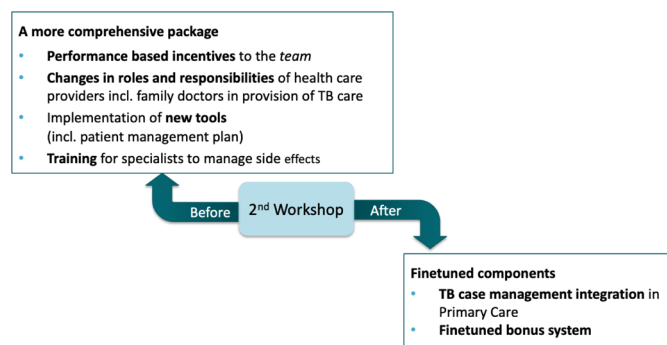 A more comprehensive package
• Performance based incentives to the team
• Changes in roles and responsibilities of health care
providers incl. family doctors in provision of TB care
• Implementation of new tools
(incl. patient management plan)
• Training for specialists to manage side effects
Before
2nd Workshop
After
Finetuned components
• TB case management integration in
Primary Care
• Finetuned bonus system